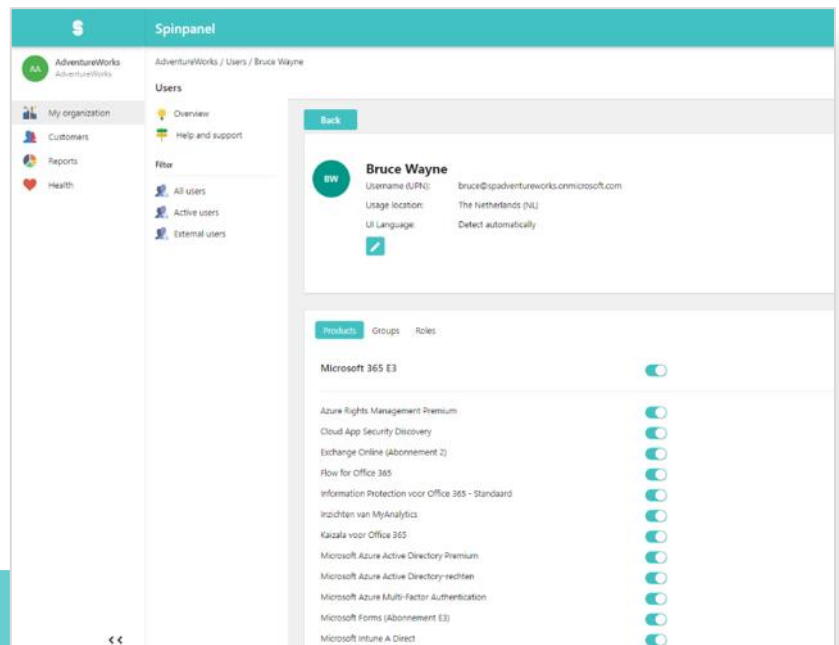 S
Spinpanel
AA
AdventureWorks
AdventureWorks
My organization
Customers
Reports
Health
<<
AdventureWorks / Users / Bruce Wayne
Users
Overview
Help and support
Filter
All users
Active users
External users
Back
BW
Bruce Wayne
Username (UPN): bruce@spadventureworks.onmicrosoft.com
Usage location: The Netherlands (NL)
UI Language: Detect automatically
Products Groups Roles
Microsoft 365 E3
Azure Rights Management Premium
Cloud App Security Discovery
Exchange Online (Abonnement 2)
Flow for Office 365
Information Protection voor Office 365 - Standaard
Inzichten van MyAnalytics
Kaizala voor Office 365
Microsoft Azure Active Directory Premium
Microsoft Azure Active Directory-rechten
Microsoft Azure Multi-Factor Authentication
Microsoft Forms (Abonnement E3)
Microsoft Intune A Direct